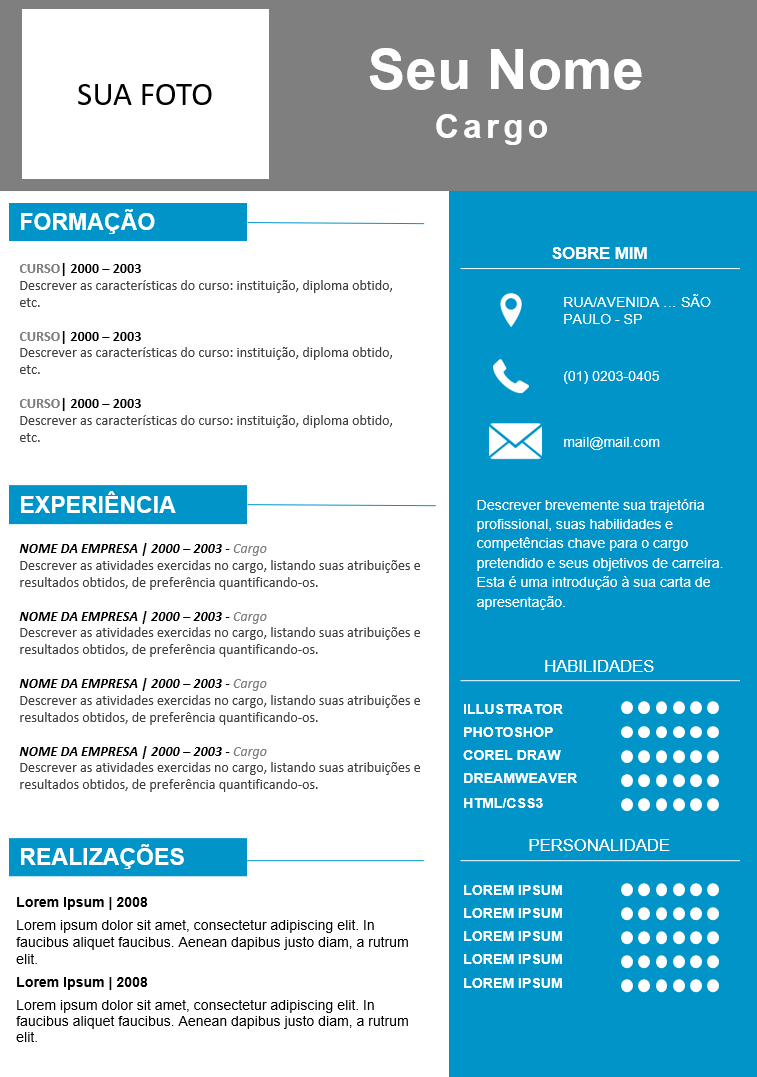 SUA FOTO
Seu Nome
Cargo
FORMAÇÃO
CURSO| 2000 – 2003
Descrever as características do curso: instituição, diploma obtido,
etc.
CURSO| 2000 – 2003
Descrever as características do curso: instituição, diploma obtido,
etc.
CURSO| 2000 – 2003
Descrever as características do curso: instituição, diploma obtido,
etc.
EXPERIÊNCIA
NOME DA EMPRESA | 2000 – 2003 - Cargo
Descrever as atividades exercidas no cargo, listando suas atribuições e
resultados obtidos, de preferência quantificando-os.
NOME DA EMPRESA | 2000 – 2003 - Cargo
Descrever as atividades exercidas no cargo, listando suas atribuições e
resultados obtidos, de preferência quantificando-os.
NOME DA EMPRESA | 2000 – 2003 - Cargo
Descrever as atividades exercidas no cargo, listando suas atribuições e
resultados obtidos, de preferência quantificando-os.
NOME DA EMPRESA | 2000 – 2003 - Cargo
Descrever as atividades exercidas no cargo, listando suas atribuições e
resultados obtidos, de preferência quantificando-os.
REALIZAÇÕES
Lorem Ipsum | 2008
Lorem ipsum dolor sit amet, consectetur adipiscing elit. In
faucibus aliquet faucibus. Aenean dapibus justo diam, a rutrum
elit.
Lorem Ipsum | 2008
Lorem ipsum dolor sit amet, consectetur adipiscing elit. In
faucibus aliquet faucibus. Aenean dapibus justo diam, a rutrum
elit.
SOBRE MIM
RUA/AVENIDA ... SÃO
PAULO - SP
(01) 0203-0405
mail@mail.com
Descrever brevemente sua trajetória
profissional, suas habilidades e
competências chave para o cargo
pretendido e seus objetivos de carreira.
Esta é uma introdução à sua carta de
apresentação.
HABILIDADES
ILLUSTRATOR
PHOTOSHOP
COREL DRAW
DREAMWEAVER
HTML/CSS3
PERSONALIDADE
LOREM IPSUM
LOREM IPSUM
LOREM IPSUM
LOREM IPSUM
LOREM IPSUM